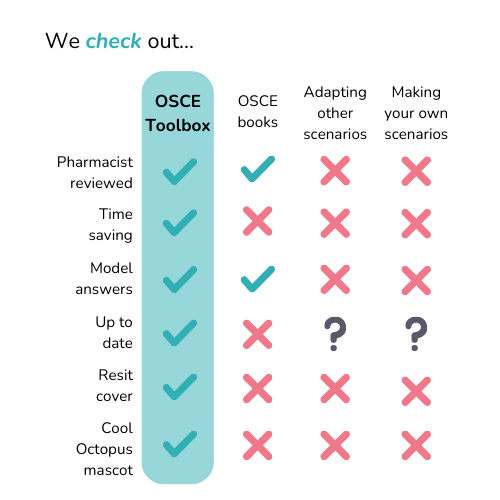 We check out...
OSCE
Toolbox
OSCE
books
Adapting
other
scenarios
Making
your own
scenarios
Pharmacist
reviewed
Time
saving
Model
answers
Up to
date
? ?
Resit
cover
Cool
Octopus
mascot